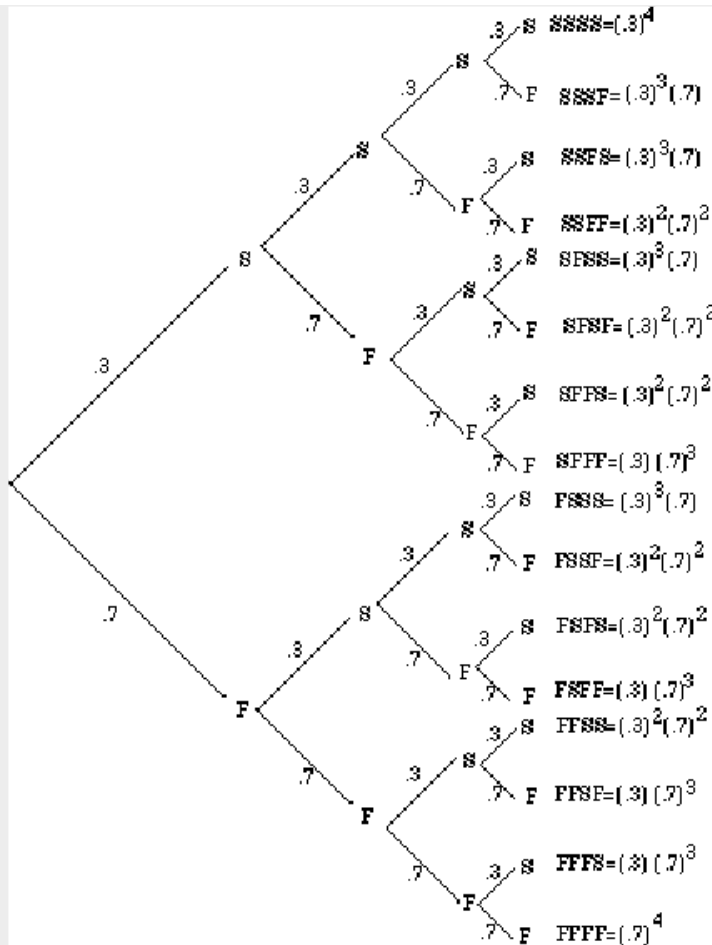 .3 S SSSS=(.3)^4
S
.3 .7 F SSSF=(.3)^3(.7)
S
.3 .7 .3 S SSFS=(.3)^3(.7)
F
.7 F SSFF=(.3)^2(.7)^2
S
.3 S SFSS=(.3)^3(.7)
S
.7 .3 .7 F SFSF=(.3)^2(.7)^2
F
.3 .7 .3 S SFFS=(.3)^2(.7)^2
F
.7 F SFFF=(.3)(.7)^3
.3 S FSSS=(.3)^3(.7)
S
.3 .7 F FSSF=(.3)^2(.7)^2
S
.7 .3 .7 .3 S FSFS=(.3)^2(.7)^2
F
.7 F FSFF=(.3)(.7)^3
F
.3 S FFSS=(.3)^2(.7)^2
S
.7 .3 .7 F FFSF=(.3)(.7)^3
F
.7 .3 S FFFS=(.3)(.7)^3
F
.7 F FFFF=(.7)^4